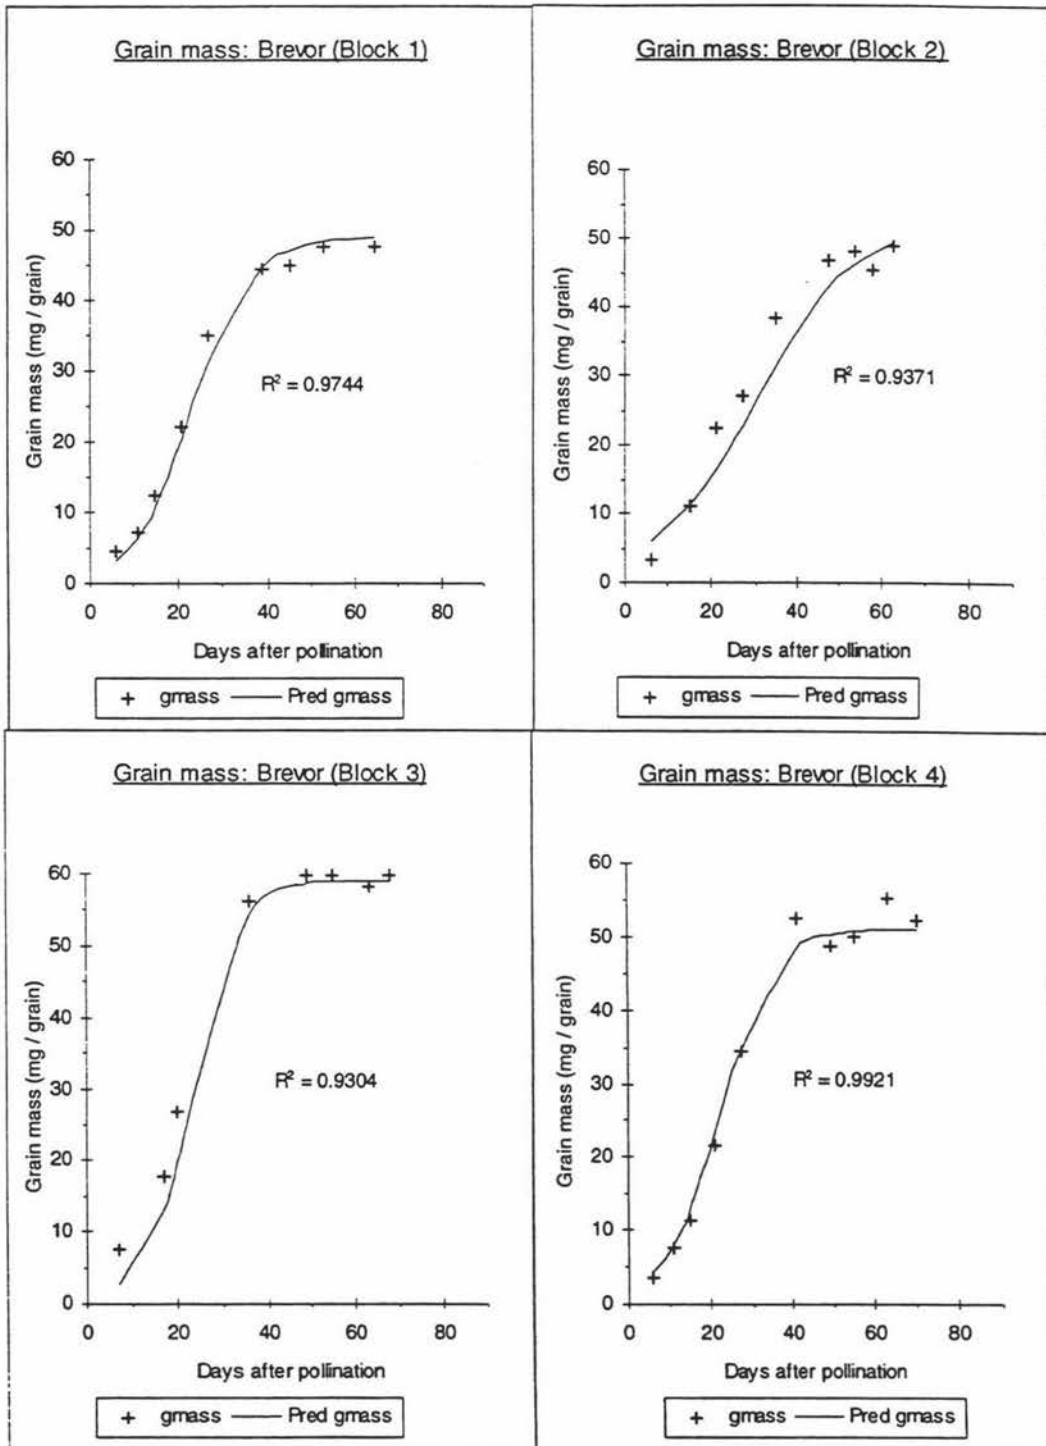 Grain mass: Brevor (Block 1)
60
50
40
30
20
10
0
Grain mass (mg / grain)
R² = 0.9744
0 20 40 60 80
Days after pollination
+ gmass — Pred gmass
Grain mass: Brevor (Block 2)
60
50
40
30
20
10
0
Grain mass (mg / grain)
R² = 0.9371
0 20 40 60 80
Days after pollination
+ gmass — Pred gmass
Grain mass: Brevor (Block 3)
60
50
40
30
20
10
0
Grain mass (mg / grain)
R² = 0.9304
0 20 40 60 80
Days after pollination
+ gmass — Pred gmass
Grain mass: Brevor (Block 4)
60
50
40
30
20
10
0
Grain mass (mg / grain)
R² = 0.9921
0 20 40 60 80
Days after pollination
+ gmass — Pred gmass